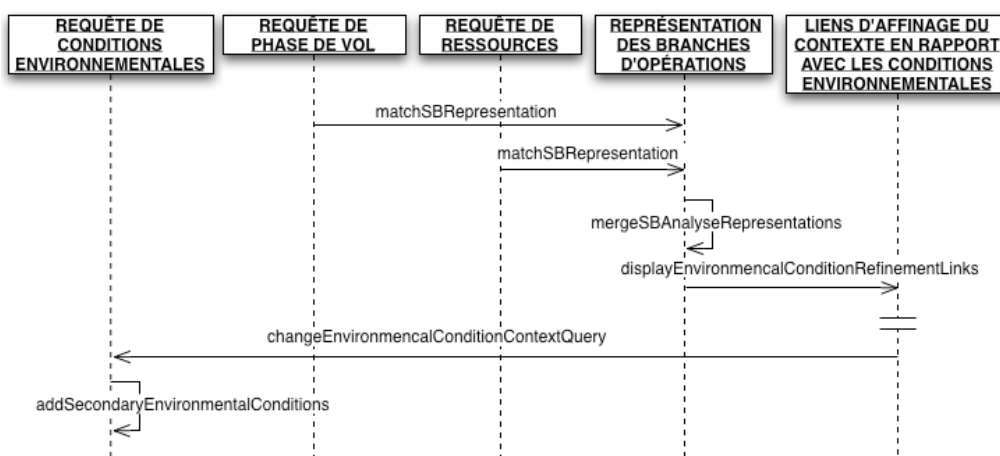 REQUÊTE DE
CONDITIONS
ENVIRONNEMENTALES
REQUÊTE DE
PHASE DE VOL
REQUÊTE DE
RESSOURCES
REPRÉSENTATION
DES BRANCHES
D'OPÉRATIONS
LIENS D'AFFINAGE DU
CONTEXTE EN RAPPORT
AVEC LES CONDITIONS
ENVIRONNEMENTALES
matchSBRepresentation
matchSBRepresentation
mergeSBAnalyseRepresentations
displayEnvironmencalConditionRefinementLinks
changeEnvironmencalConditionContextQuery
addSecondaryEnvironmentalConditions